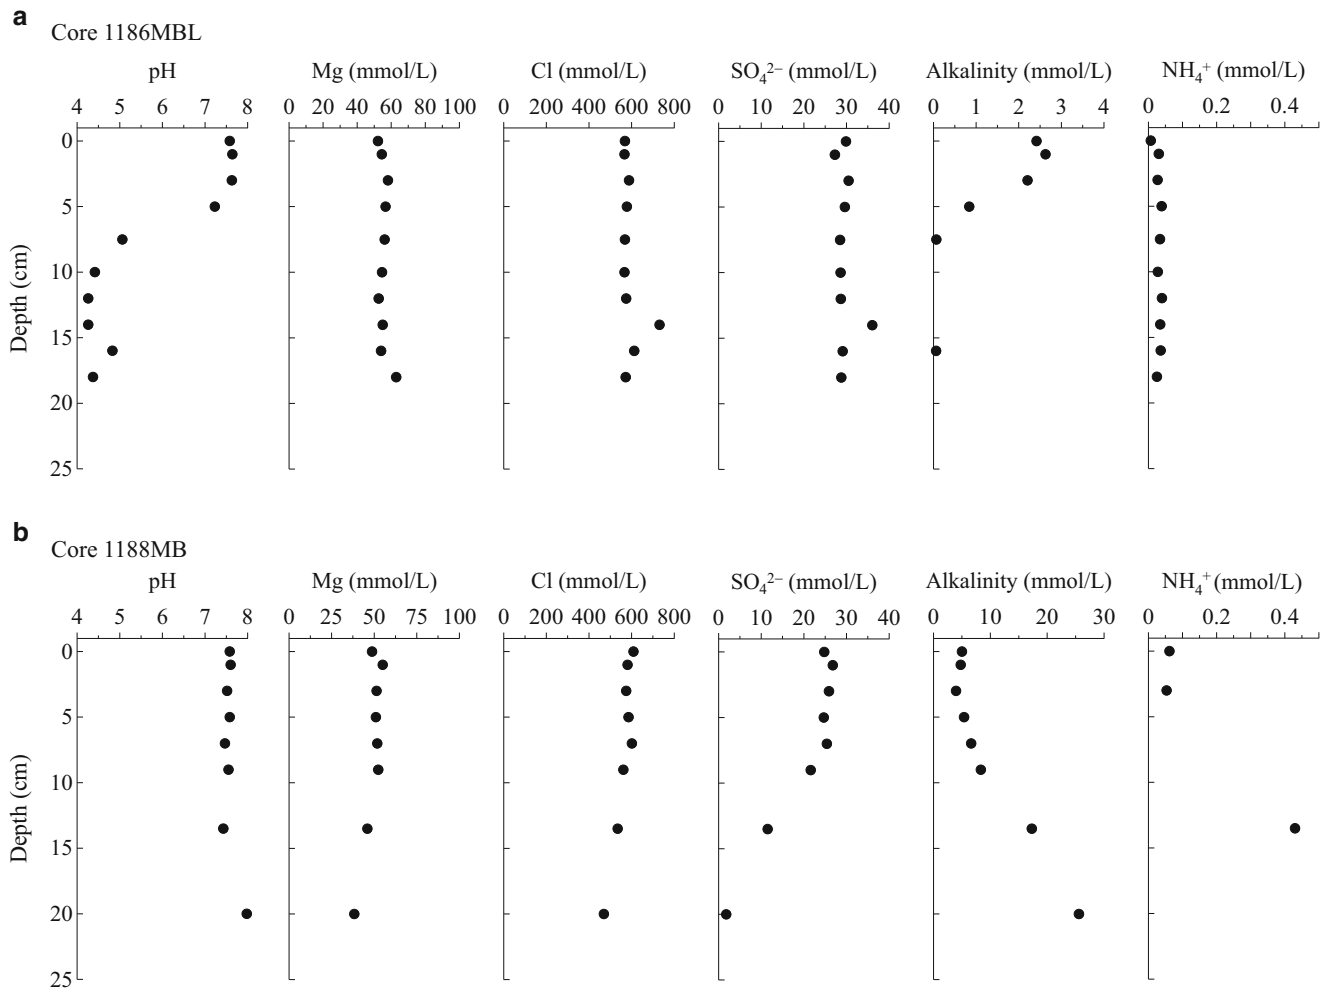 a
Core 1186MBL
pH Mg (mmol/L) Cl (mmol/L) SO₄²⁻ (mmol/L) Alkalinity (mmol/L) NH₄⁺ (mmol/L)
4 5 6 7 8 0 20 40 60 80 100 0 200 400 600 800 0 10 20 30 40 0 1 2 3 4 0 0.2 0.4
0
5
10
15
20
25
Depth (cm)
b
Core 1188MB
pH Mg (mmol/L) Cl (mmol/L) SO₄²⁻ (mmol/L) Alkalinity (mmol/L) NH₄⁺ (mmol/L)
4 5 6 7 8 0 25 50 75 100 0 200 400 600 800 0 10 20 30 40 0 10 20 30 0 0.2 0.4
0
5
10
15
20
25
Depth (cm)